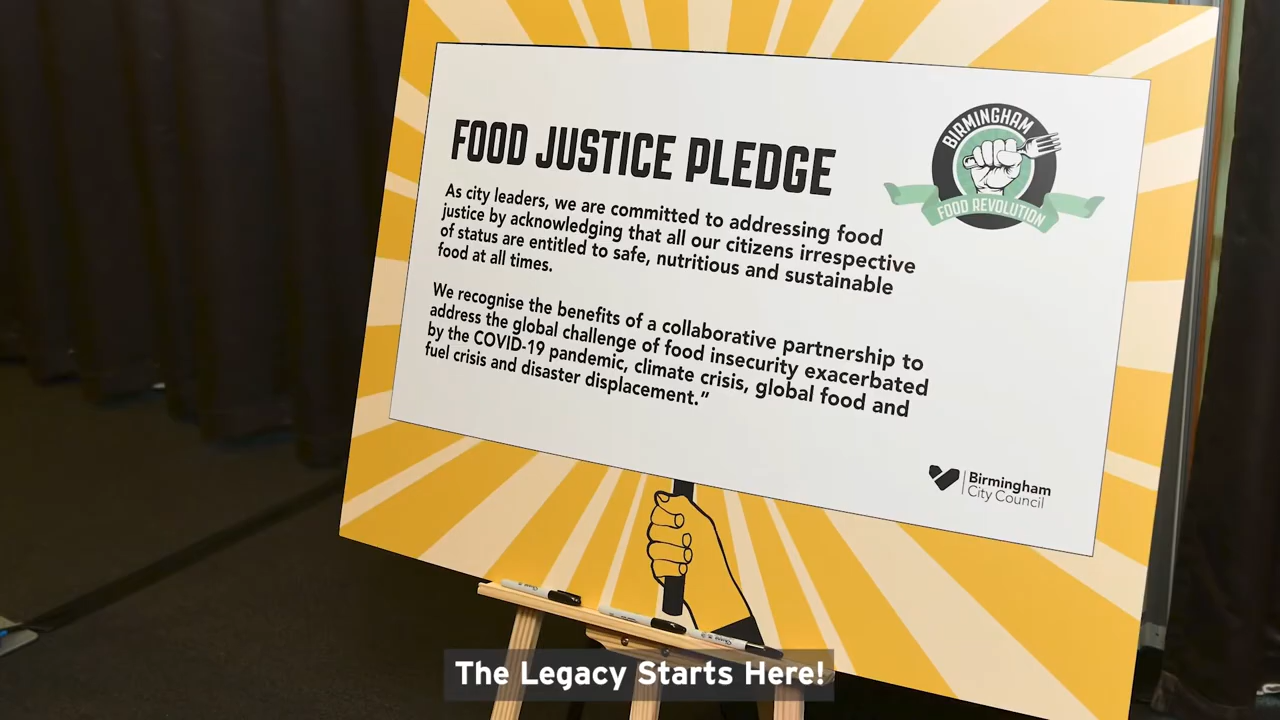 FOOD JUSTICE PLEDGE
As city leaders, we are committed to addressing food
justice by acknowledging that all our citizens irrespective
of status are entitled to safe, nutritious and sustainable
food at all times.
We recognise the benefits of a collaborative partnership to
address the global challenge of food insecurity exacerbated
by the COVID-19 pandemic, climate crisis, global food and
fuel crisis and disaster displacement.”
BIRMINGHAM
FOOD REVOLUTION
Birmingham
City Council
The Legacy Starts Here!